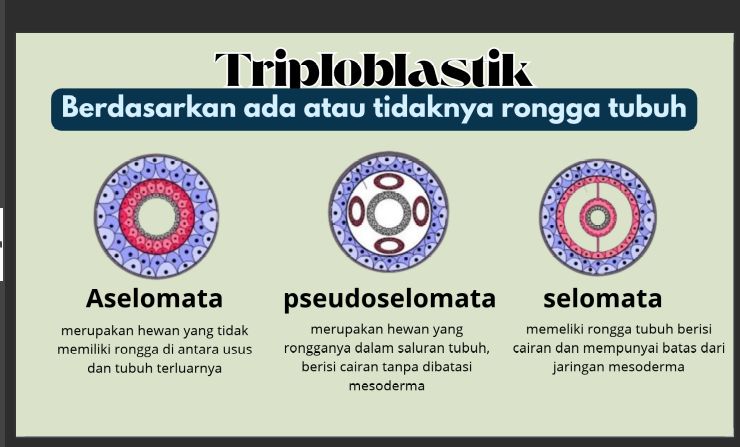 Triploblastik
Berdasarkan ada atau tidaknya rongga tubuh
Aselomata
merupakan hewan yang tidak
memiliki rongga di antara usus
dan tubuh terluarnya
pseudoselomata
merupakan hewan yang
rongganya dalam saluran tubuh,
berisi cairan tanpa dibatasi
mesoderma
selomata
memeliki rongga tubuh berisi
cairan dan mempunyai batas dari
jaringan mesoderma